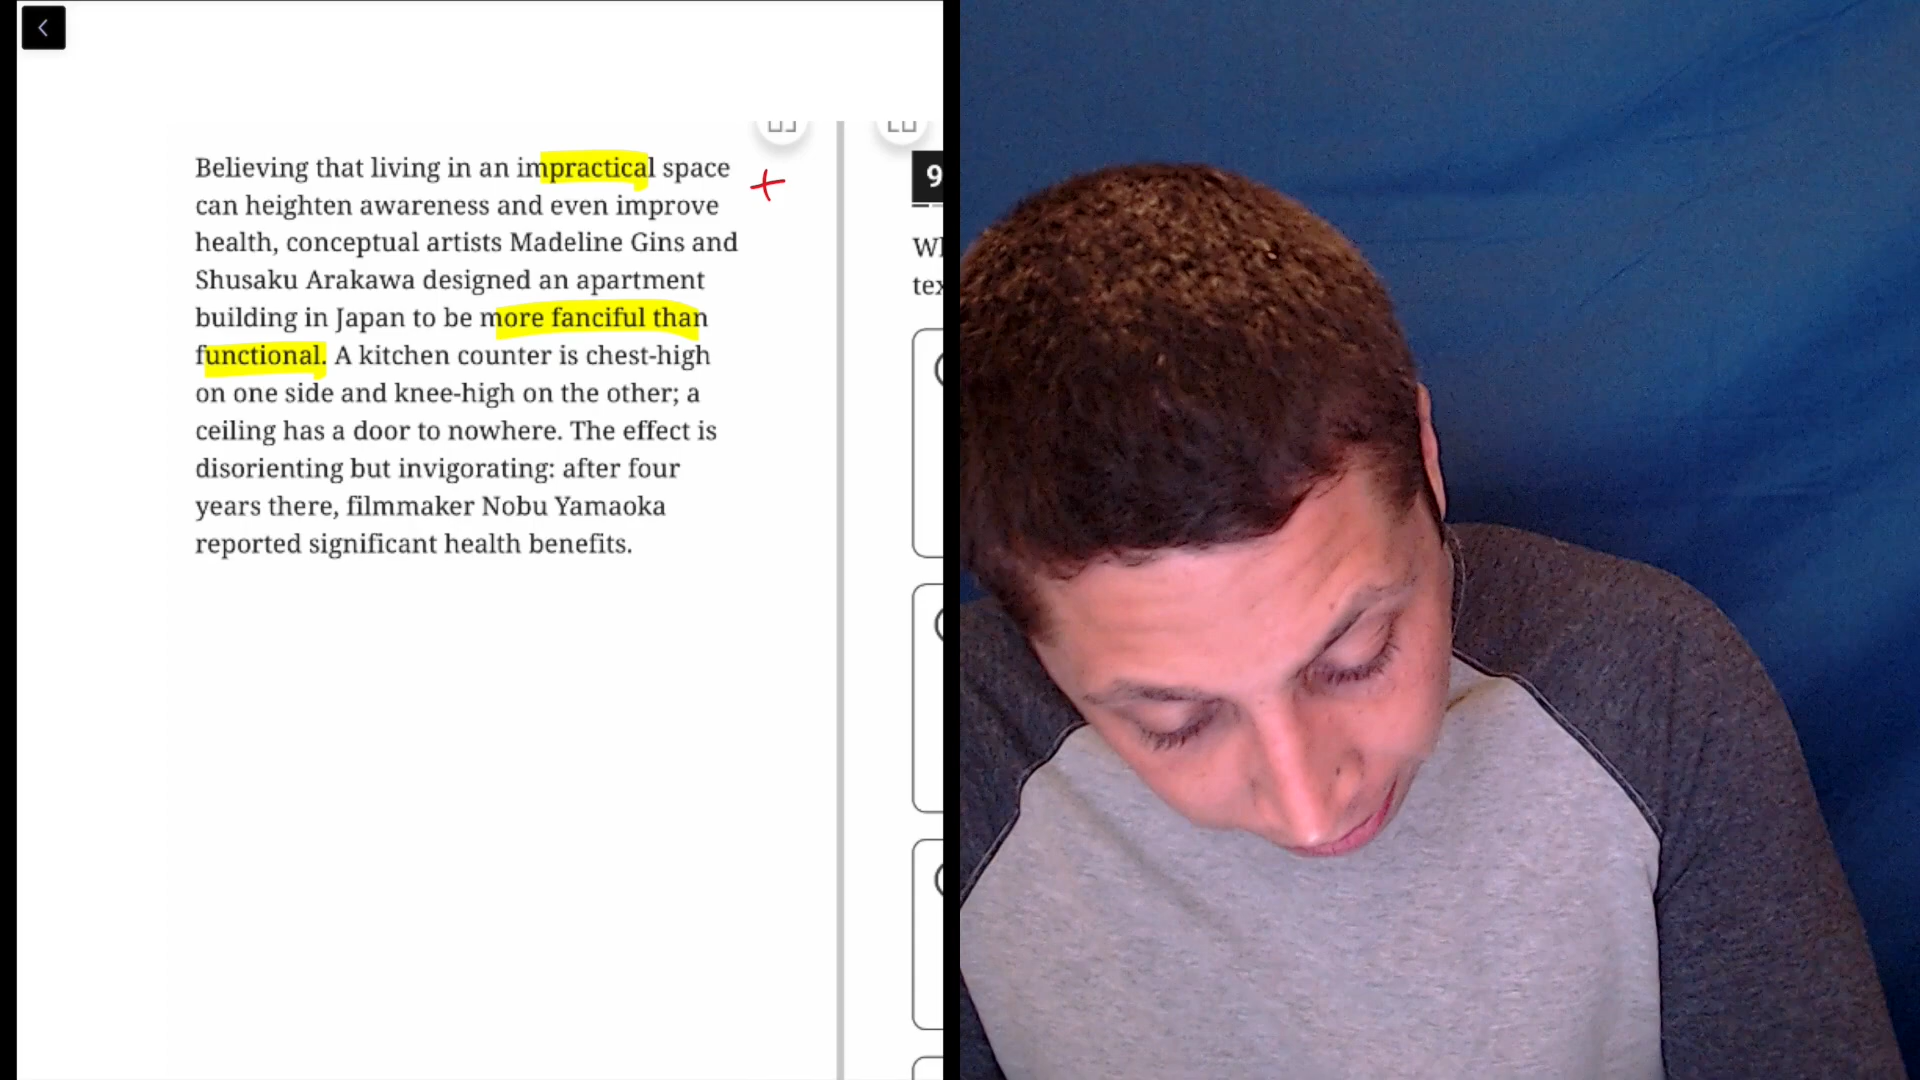 Believing that living in an impractical space
can heighten awareness and even improve
health, conceptual artists Madeline Gins and
Shusaku Arakawa designed an apartment
building in Japan to be more fanciful than
functional. A kitchen counter is chest-high
on one side and knee-high on the other; a
ceiling has a door to nowhere. The effect is
disorienting but invigorating: after four
years there, filmmaker Nobu Yamaoka
reported significant health benefits.
9